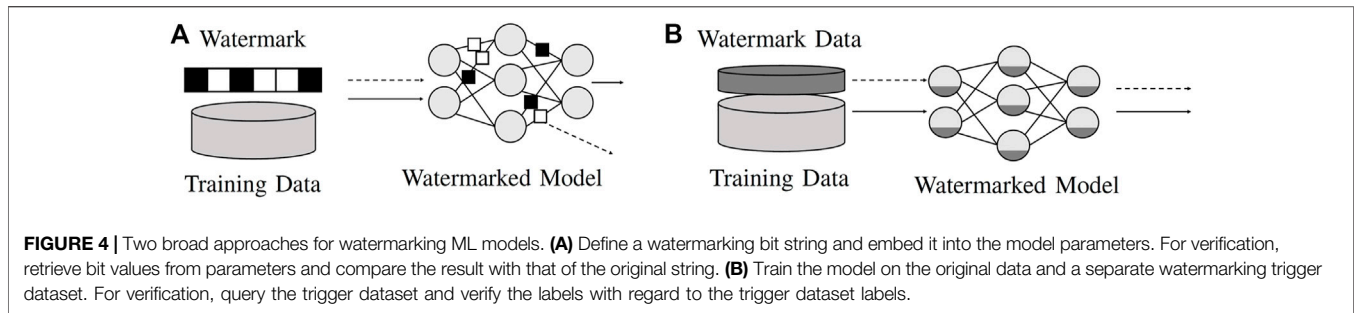 A Watermark
Training Data
Watermarked Model
B Watermark Data
Training Data
Watermarked Model
FIGURE 4 | Two broad approaches for watermarking ML models. (A) Define a watermarking bit string and embed it into the model parameters. For verification,
retrieve bit values from parameters and compare the result with that of the original string. (B) Train the model on the original data and a separate watermarking trigger
dataset. For verification, query the trigger dataset and verify the labels with regard to the trigger dataset labels.